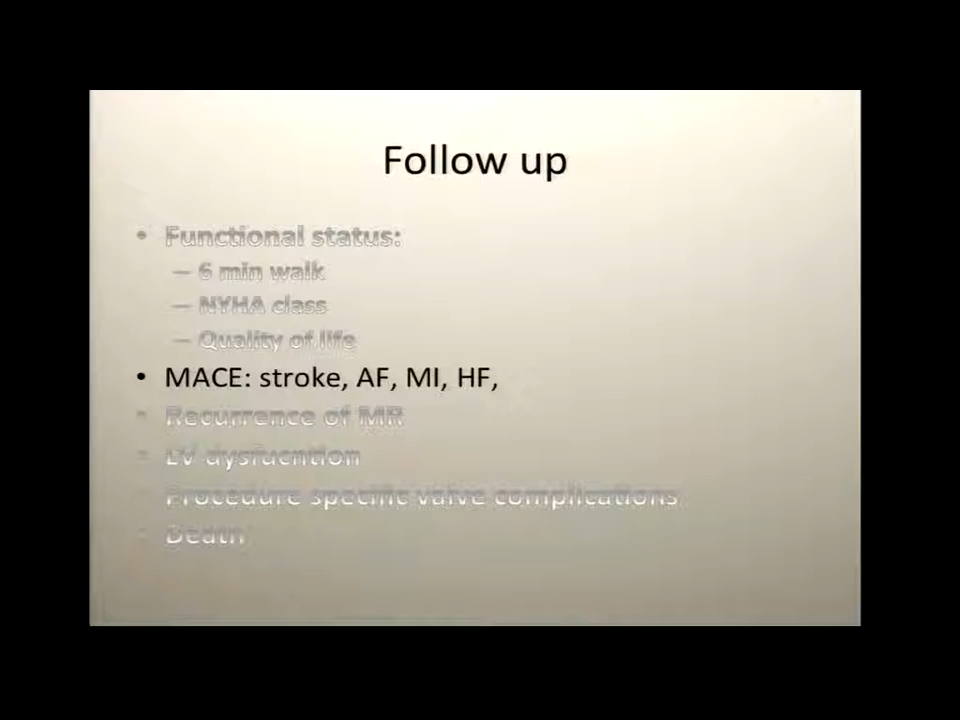 Follow up
• Functional status:
– 6 min walk
– NYHA class
– Quality of life
• MACE: stroke, AF, MI, HF,
• Recurrence of MR
• LV dysfucntion
• Procedure specific valve complications
• Death